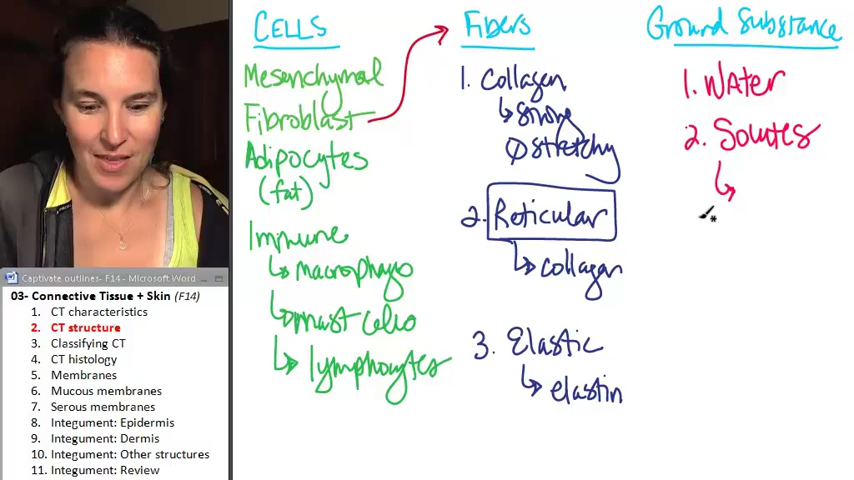 CELLS
Mesenchymal
Fibroblast
Adipocytes
(fat)
Immune
↳ macrophage
↳ mast cells
↳ lymphocytes
Fibers
1. Collagen
↳ strong
Ø stretchy
2. Reticular
↳ collagen
3. Elastic
↳ elastin
Ground Substance
1. Water
2. Solutes
↳
Captivate outlines- F14 - Microsoft Word
03- Connective Tissue + Skin (F14)
1. CT characteristics
2. CT structure
3. Classifying CT
4. CT histology
5. Membranes
6. Mucous membranes
7. Serous membranes
8. Integument: Epidermis
9. Integument: Dermis
10. Integment: Other structures
11. Integument: Review